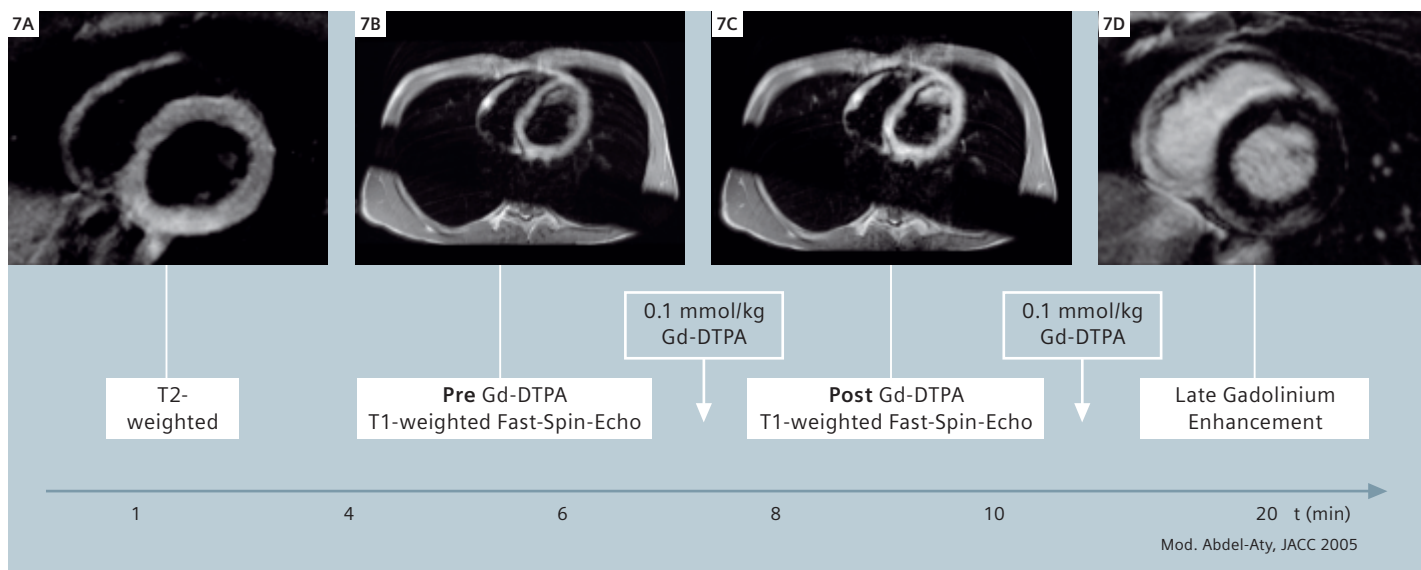 7A
7B
7C
7D
0.1 mmol/kg
Gd-DTPA
0.1 mmol/kg
Gd-DTPA
T2-
weighted
Pre Gd-DTPA
T1-weighted Fast-Spin-Echo
Post Gd-DTPA
T1-weighted Fast-Spin-Echo
Late Gadolinium
Enhancement
1 4 6 8 10 20 t (min)
Mod. Abdel-Aty, JACC 2005